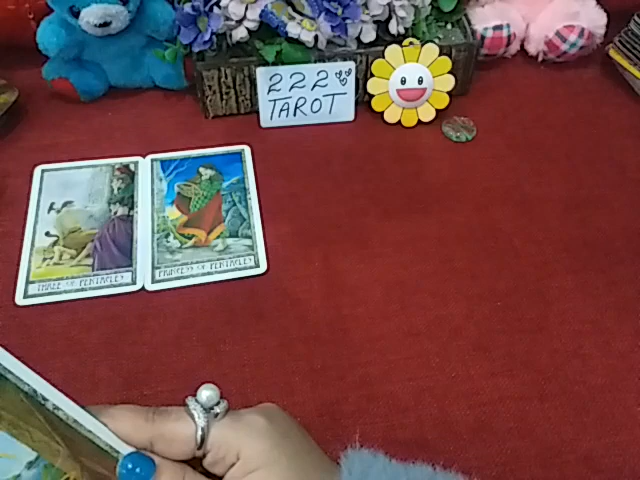 222
TAROT
THREE OF PENTACLES
PRINCESS OF PENTACLES